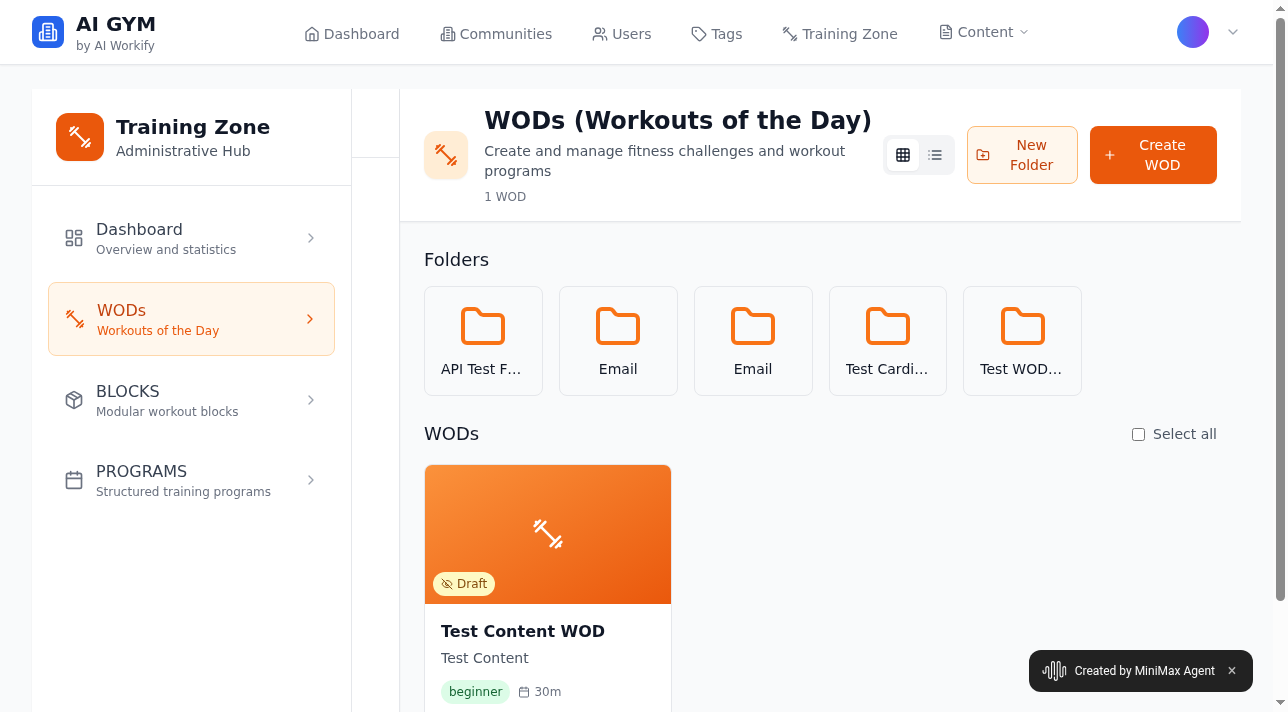 AI GYM
by AI Workify
Dashboard
Communities
Users
Tags
Training Zone
Content
Training Zone
Administrative Hub
Dashboard
Overview and statistics
WODs
Workouts of the Day
BLOCKS
Modular workout blocks
PROGRAMS
Structured training programs
WODs (Workouts of the Day)
Create and manage fitness challenges and workout
programs
1 WOD
New
Folder
Create
WOD
Folders
API Test F...
Email
Email
Test Cardi...
Test WOD...
WODs
Select all
Draft
Test Content WOD
Test Content
beginner
30m
Created by MiniMax Agent